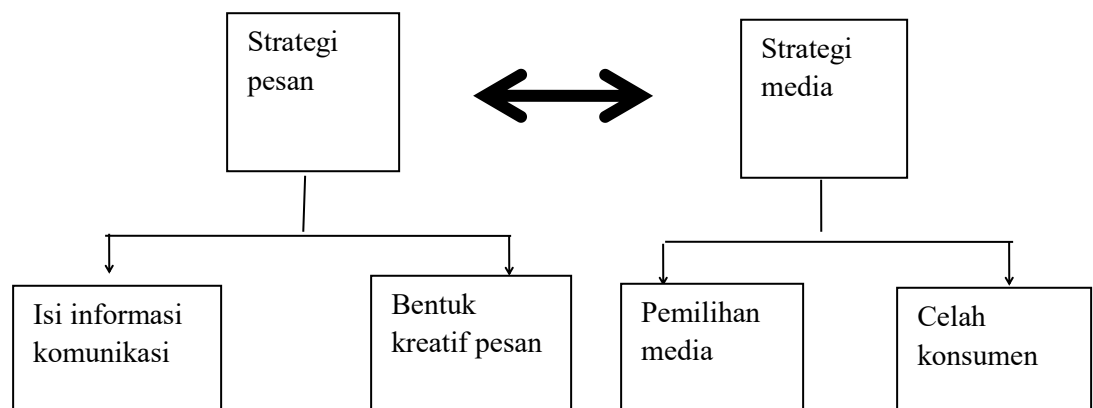 Strategi
pesan
Strategi
media
Isi informasi
komunikasi
Bentuk
kreatif pesan
Pemilihan
media
Celah
konsumen